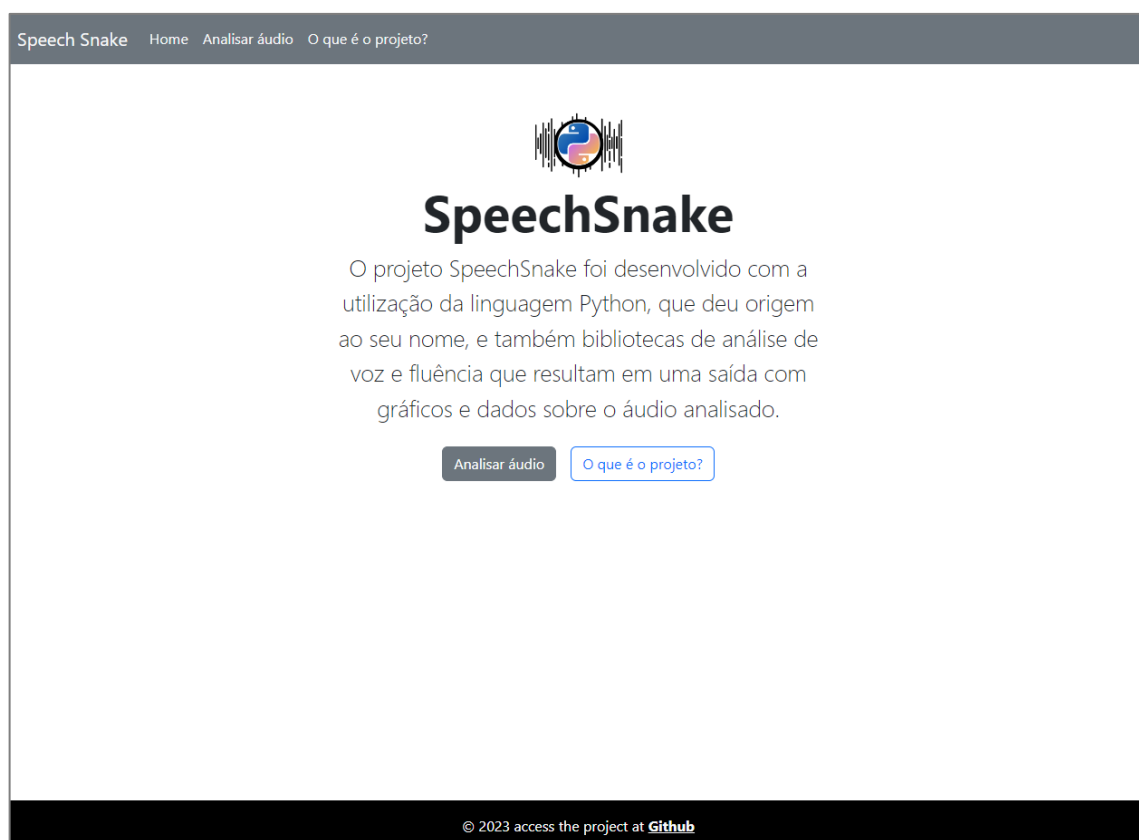 Speech Snake Home Analisar áudio O que é o projeto?
SpeechSnake
O projeto SpeechSnake foi desenvolvido com a
utilização da linguagem Python, que deu origem
ao seu nome, e também bibliotecas de análise de
voz e fluência que resultam em uma saída com
gráficos e dados sobre o áudio analisado.
Analisar áudio O que é o projeto?
© 2023 access the project at Github